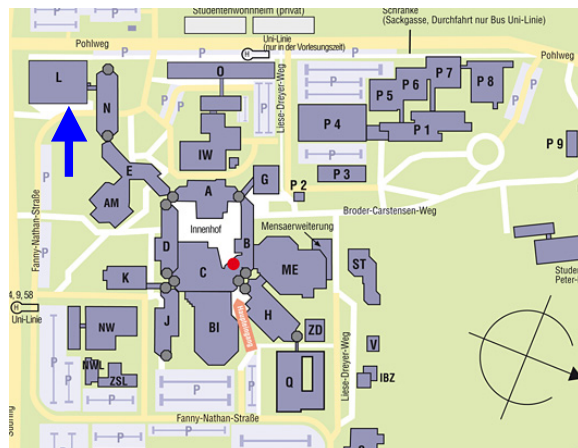 Studentenwohnheim (privat)
Schranke
(Sackgasse, Durchfahrt nur Bus Uni-Linie)
Pohlweg
P
P
P
H
Uni-Linie
(nur in der Vorlesungszeit)
Pohlweg
L
O
P 7
P 6
P 8
P 5
N
Liese-Dreyer-Weg
P
P 4
P 1
P
IW
P 9
E
P 3
A
G
P 2
AM
Broder-Carstensen-Weg
Fanny-Nathan-Straße
Innenhof
Mensaerweiterung
D
B
ME
ST
C
K
4, 9, 58
H
Uni-Linie
J
BI
Haupteingang
H
NW
ZD
V
NWL
ZSL
Q
IBZ
Liese-Dreyer-Weg
P
P
P
Fanny-Nathan-Straße
P
P
P
Südring